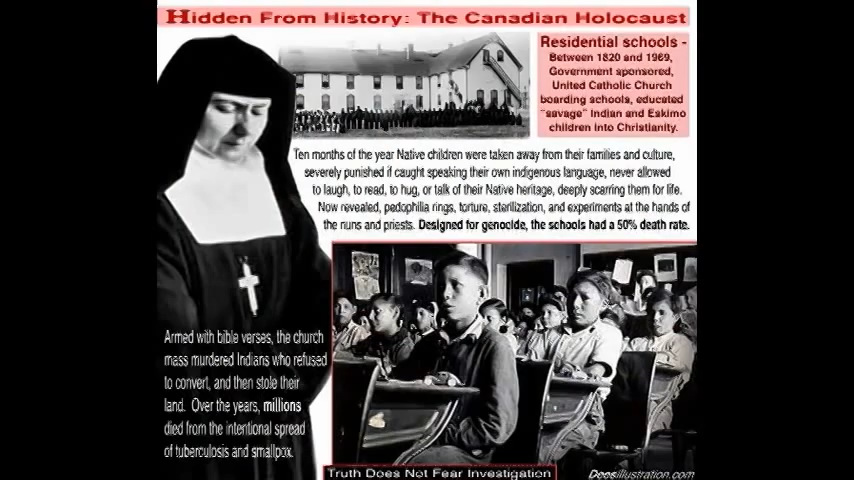 Hidden From History: The Canadian Holocaust
Residential schools -
Between 1820 and 1969,
Government sponsored,
United Catholic Church
boarding schools, educated
"savage" Indian and Eskimo
children into Christianity.
Ten months of the year Native children were taken away from their families and culture,
severely punished if caught speaking their own indigenous language, never allowed
to laugh, to read, to hug, or talk of their Native heritage, deeply scarring them for life.
Now revealed, pedophilia rings, torture, sterilization, and experiments at the hands of
the nuns and priests. Designed for genocide, the schools had a 50% death rate.
Armed with bible verses, the church
mass murdered Indians who refused
to convert, and then stole their
land. Over the years, millions
died from the intentional spread
of tuberculosis and smallpox.
Truth Does Not Fear Investigation
Deesillustration.com